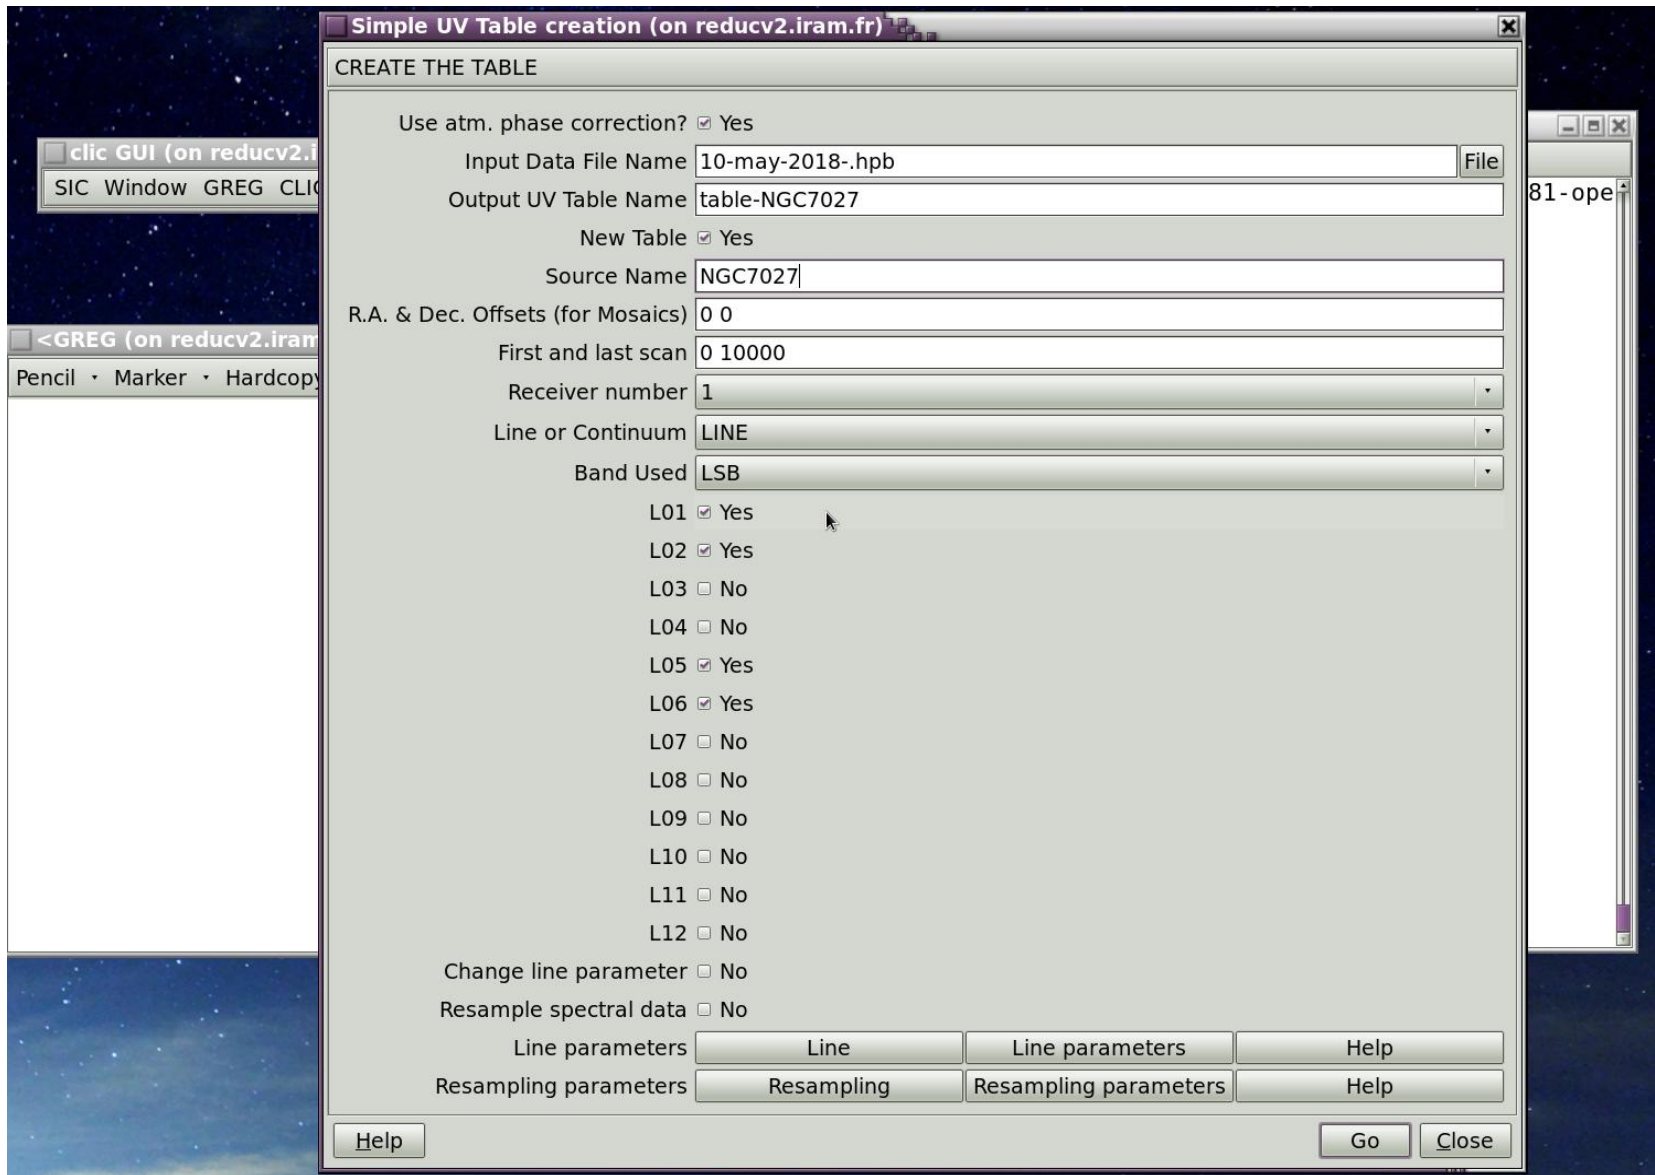 Simple UV Table creation (on reducv2.iram.fr)
CREATE THE TABLE
Use atm. phase correction? Yes
Input Data File Name 10-may-2018-.hpb File
Output UV Table Name table-NGC7027
New Table Yes
Source Name NGC7027
R.A. & Dec. Offsets (for Mosaics) 0 0
First and last scan 0 10000
Receiver number 1
Line or Continuum LINE
Band Used LSB
L01 Yes
L02 Yes
L03 No
L04 No
L05 Yes
L06 Yes
L07 No
L08 No
L09 No
L10 No
L11 No
L12 No
Change line parameter No
Resample spectral data No
Line parameters Line Line parameters Help
Resampling parameters Resampling Resampling parameters Help
Help Go Close
clic GUI (on reducv2.i
SIC Window GREG CLIC
<GREG (on reducv2.iram
Pencil Marker Hardcopy
81-ope